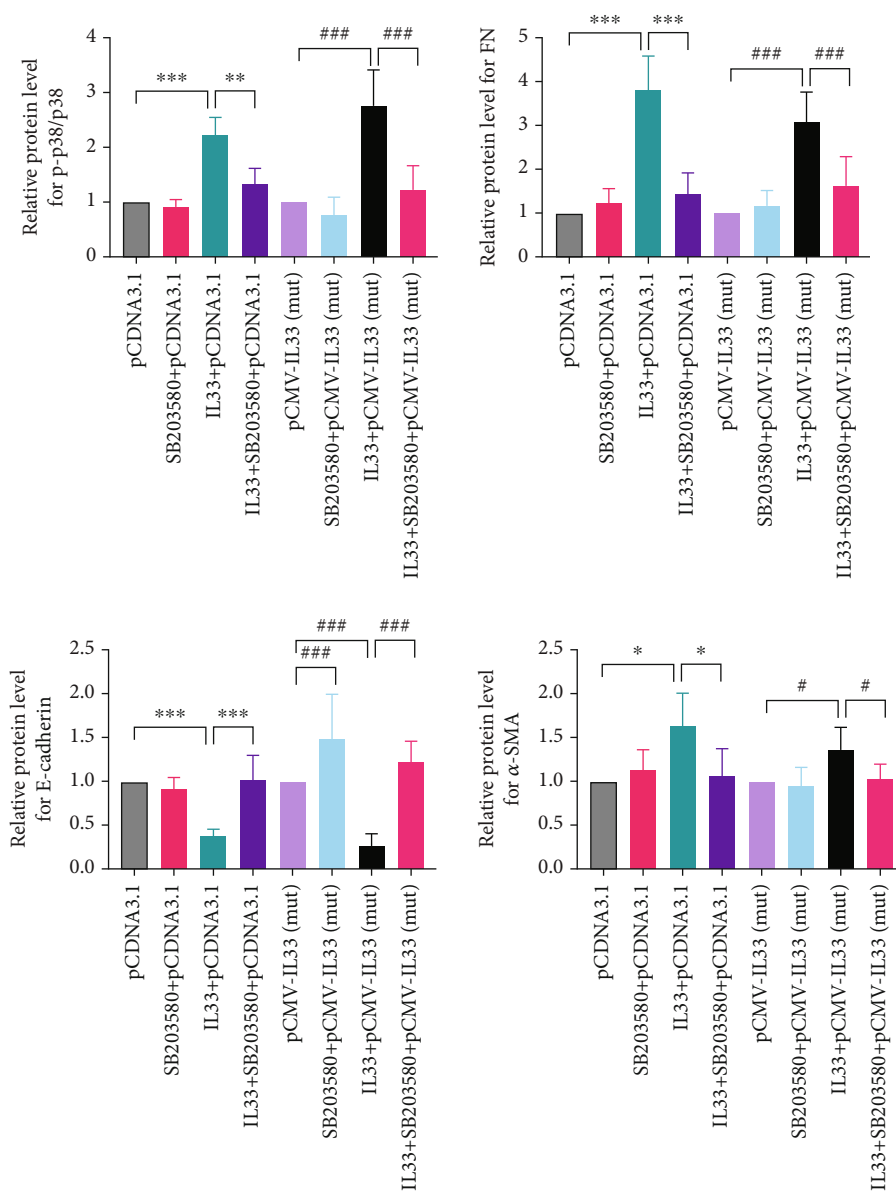 Relative protein level
for p-p38/p38
4
3
2
1
0
***
**
###
###
pCDNA3.1
SB203580+pCDNA3.1
IL33+pCDNA3.1
IL33+SB203580+pCDNA3.1
pCMV-IL33 (mut)
SB203580+pCMV-IL33 (mut)
IL33+pCMV-IL33 (mut)
IL33+SB203580+pCMV-IL33 (mut)
Relative protein level for FN
5
4
3
2
1
0
***
***
###
###
pCDNA3.1
SB203580+pCDNA3.1
IL33+pCDNA3.1
IL33+SB203580+pCDNA3.1
pCMV-IL33 (mut)
SB203580+pCMV-IL33 (mut)
IL33+pCMV-IL33 (mut)
IL33+SB203580+pCMV-IL33 (mut)
Relative protein level
for E-cadherin
2.5
2.0
1.5
1.0
0.5
0.0
***
***
###
###
###
pCDNA3.1
SB203580+pCDNA3.1
IL33+pCDNA3.1
IL33+SB203580+pCDNA3.1
pCMV-IL33 (mut)
SB203580+pCMV-IL33 (mut)
IL33+pCMV-IL33 (mut)
IL33+SB203580+pCMV-IL33 (mut)
Relative protein level
for α-SMA
2.5
2.0
1.5
1.0
0.5
0.0
*
*
#
#
pCDNA3.1
SB203580+pCDNA3.1
IL33+pCDNA3.1
IL33+SB203580+pCDNA3.1
pCMV-IL33 (mut)
SB203580+pCMV-IL33 (mut)
IL33+pCMV-IL33 (mut)
IL33+SB203580+pCMV-IL33 (mut)